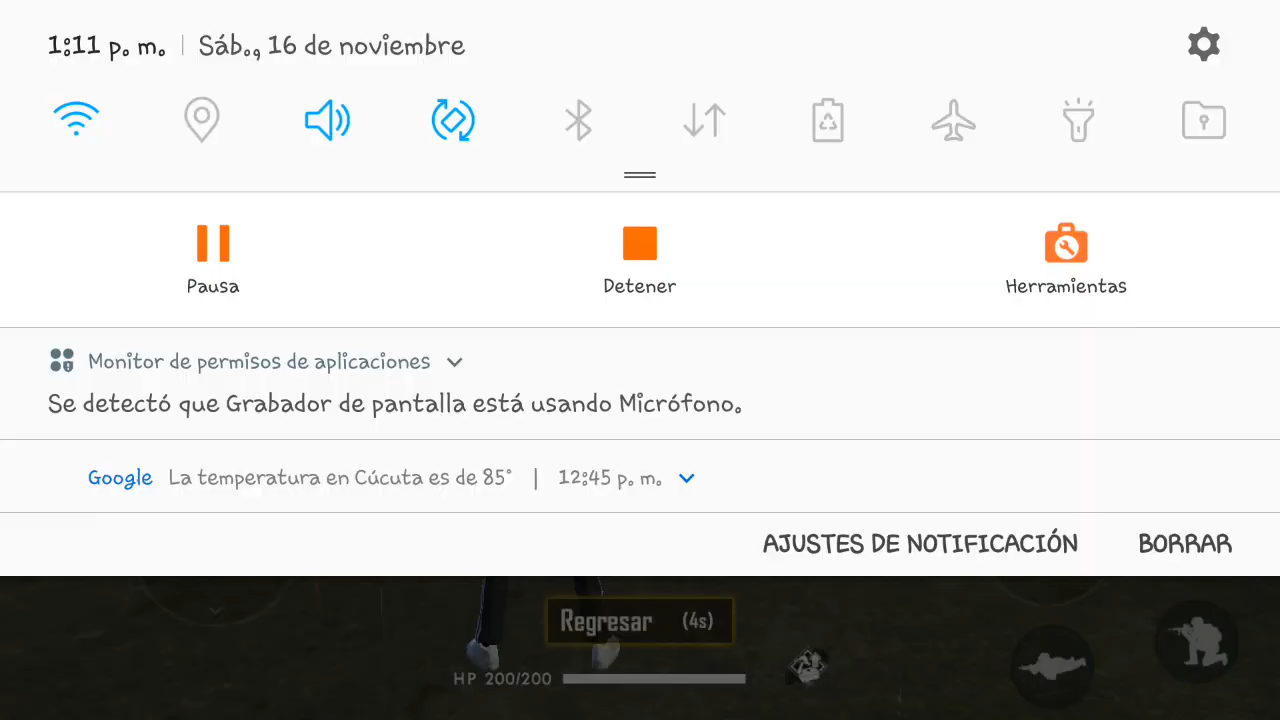 1:11 p. m. | Sáb., 16 de noviembre
Pausa
Detener
Herramientas
Monitor de permisos de aplicaciones
Se detectó que Grabador de pantalla está usando Micrófono.
Google La temperatura en Cúcuta es de 85° | 12:45 p. m.
AJUSTES DE NOTIFICACIÓN BORRAR
Regresar (4s)
HP 200/200